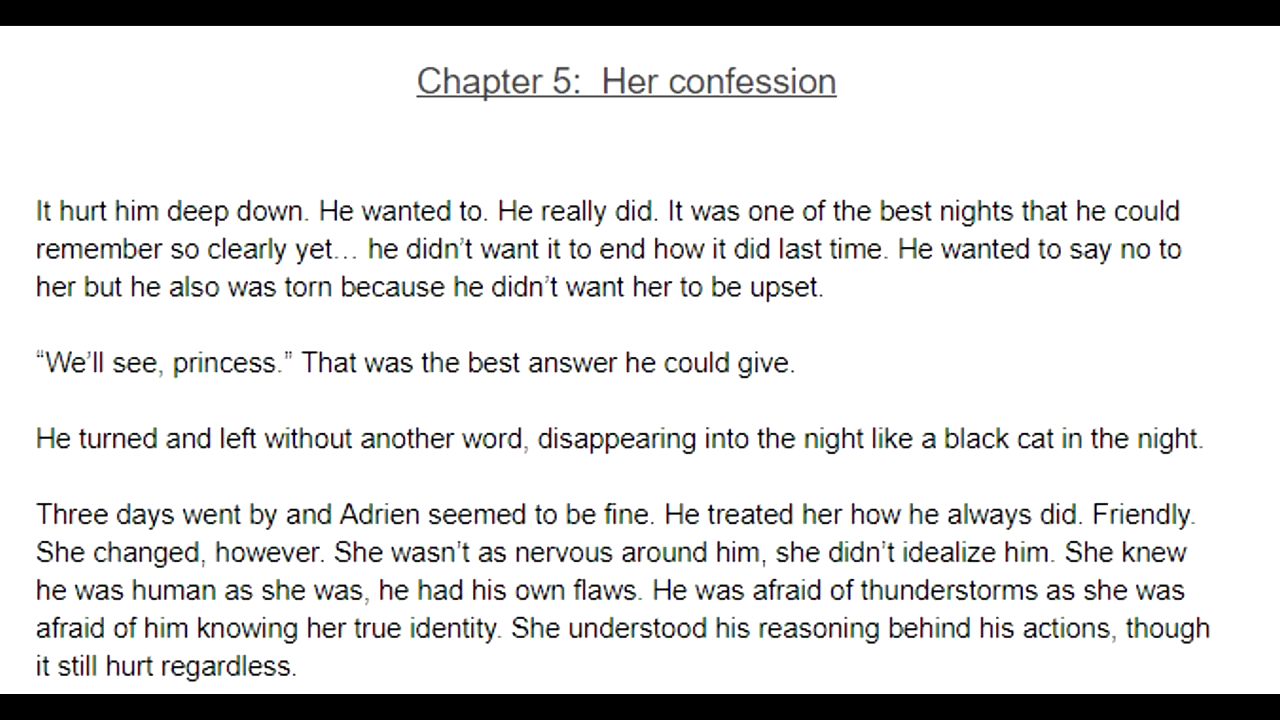 Chapter 5:  Her confession
It hurt him deep down. He wanted to. He really did. It was one of the best nights that he could
remember so clearly yet… he didn’t want it to end how it did last time. He wanted to say no to
her but he also was torn because he didn’t want her to be upset.
“We’ll see, princess.” That was the best answer he could give.
He turned and left without another word, disappearing into the night like a black cat in the night.
Three days went by and Adrien seemed to be fine. He treated her how he always did. Friendly.
She changed, however. She wasn’t as nervous around him, she didn’t idealize him. She knew
he was human as she was, he had his own flaws. He was afraid of thunderstorms as she was
afraid of him knowing her true identity. She understood his reasoning behind his actions, though
it still hurt regardless.